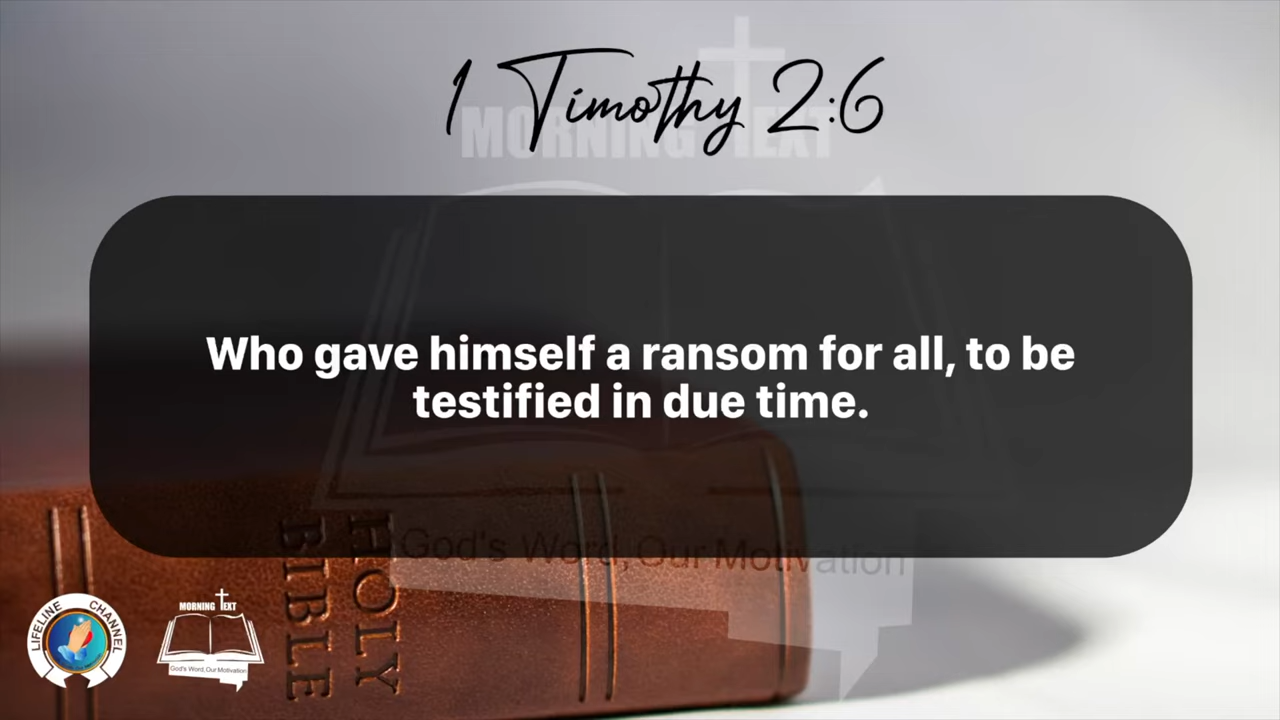 1 Timothy 2:6
MORNING TEXT
Who gave himself a ransom for all, to be
testified in due time.
God's Word, Our Motivation
HOLY
BIBLE
LIFELINE CHANNEL
MORNING TEXT
God's Word, Our Motivation